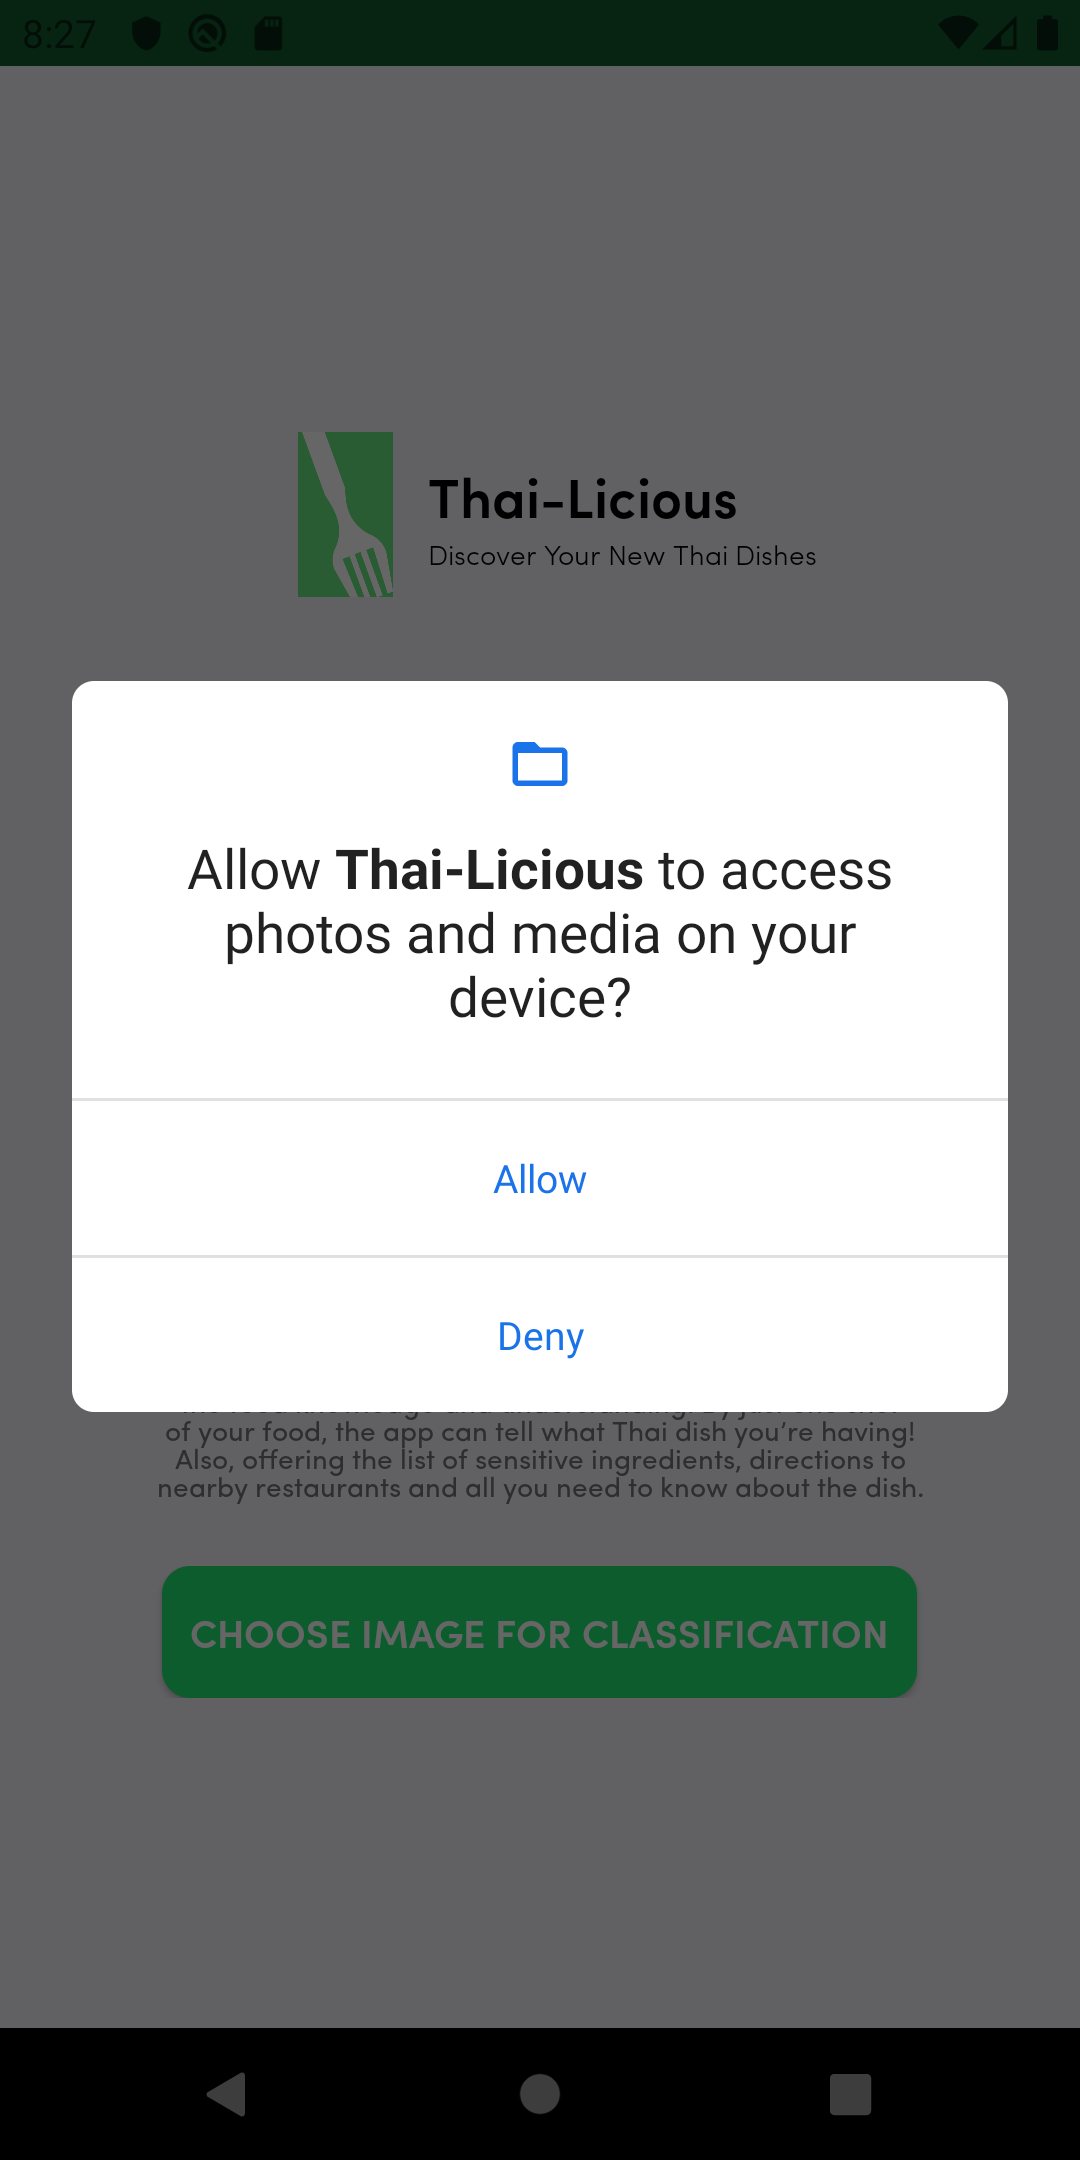 8:27
Thai-Licious
Discover Your New Thai Dishes
Allow Thai-Licious to access
photos and media on your
device?
Allow
Deny
of your food, the app can tell what Thai dish you're having!
Also, offering the list of sensitive ingredients, directions to
nearby restaurants and all you need to know about the dish.
CHOOSE IMAGE FOR CLASSIFICATION